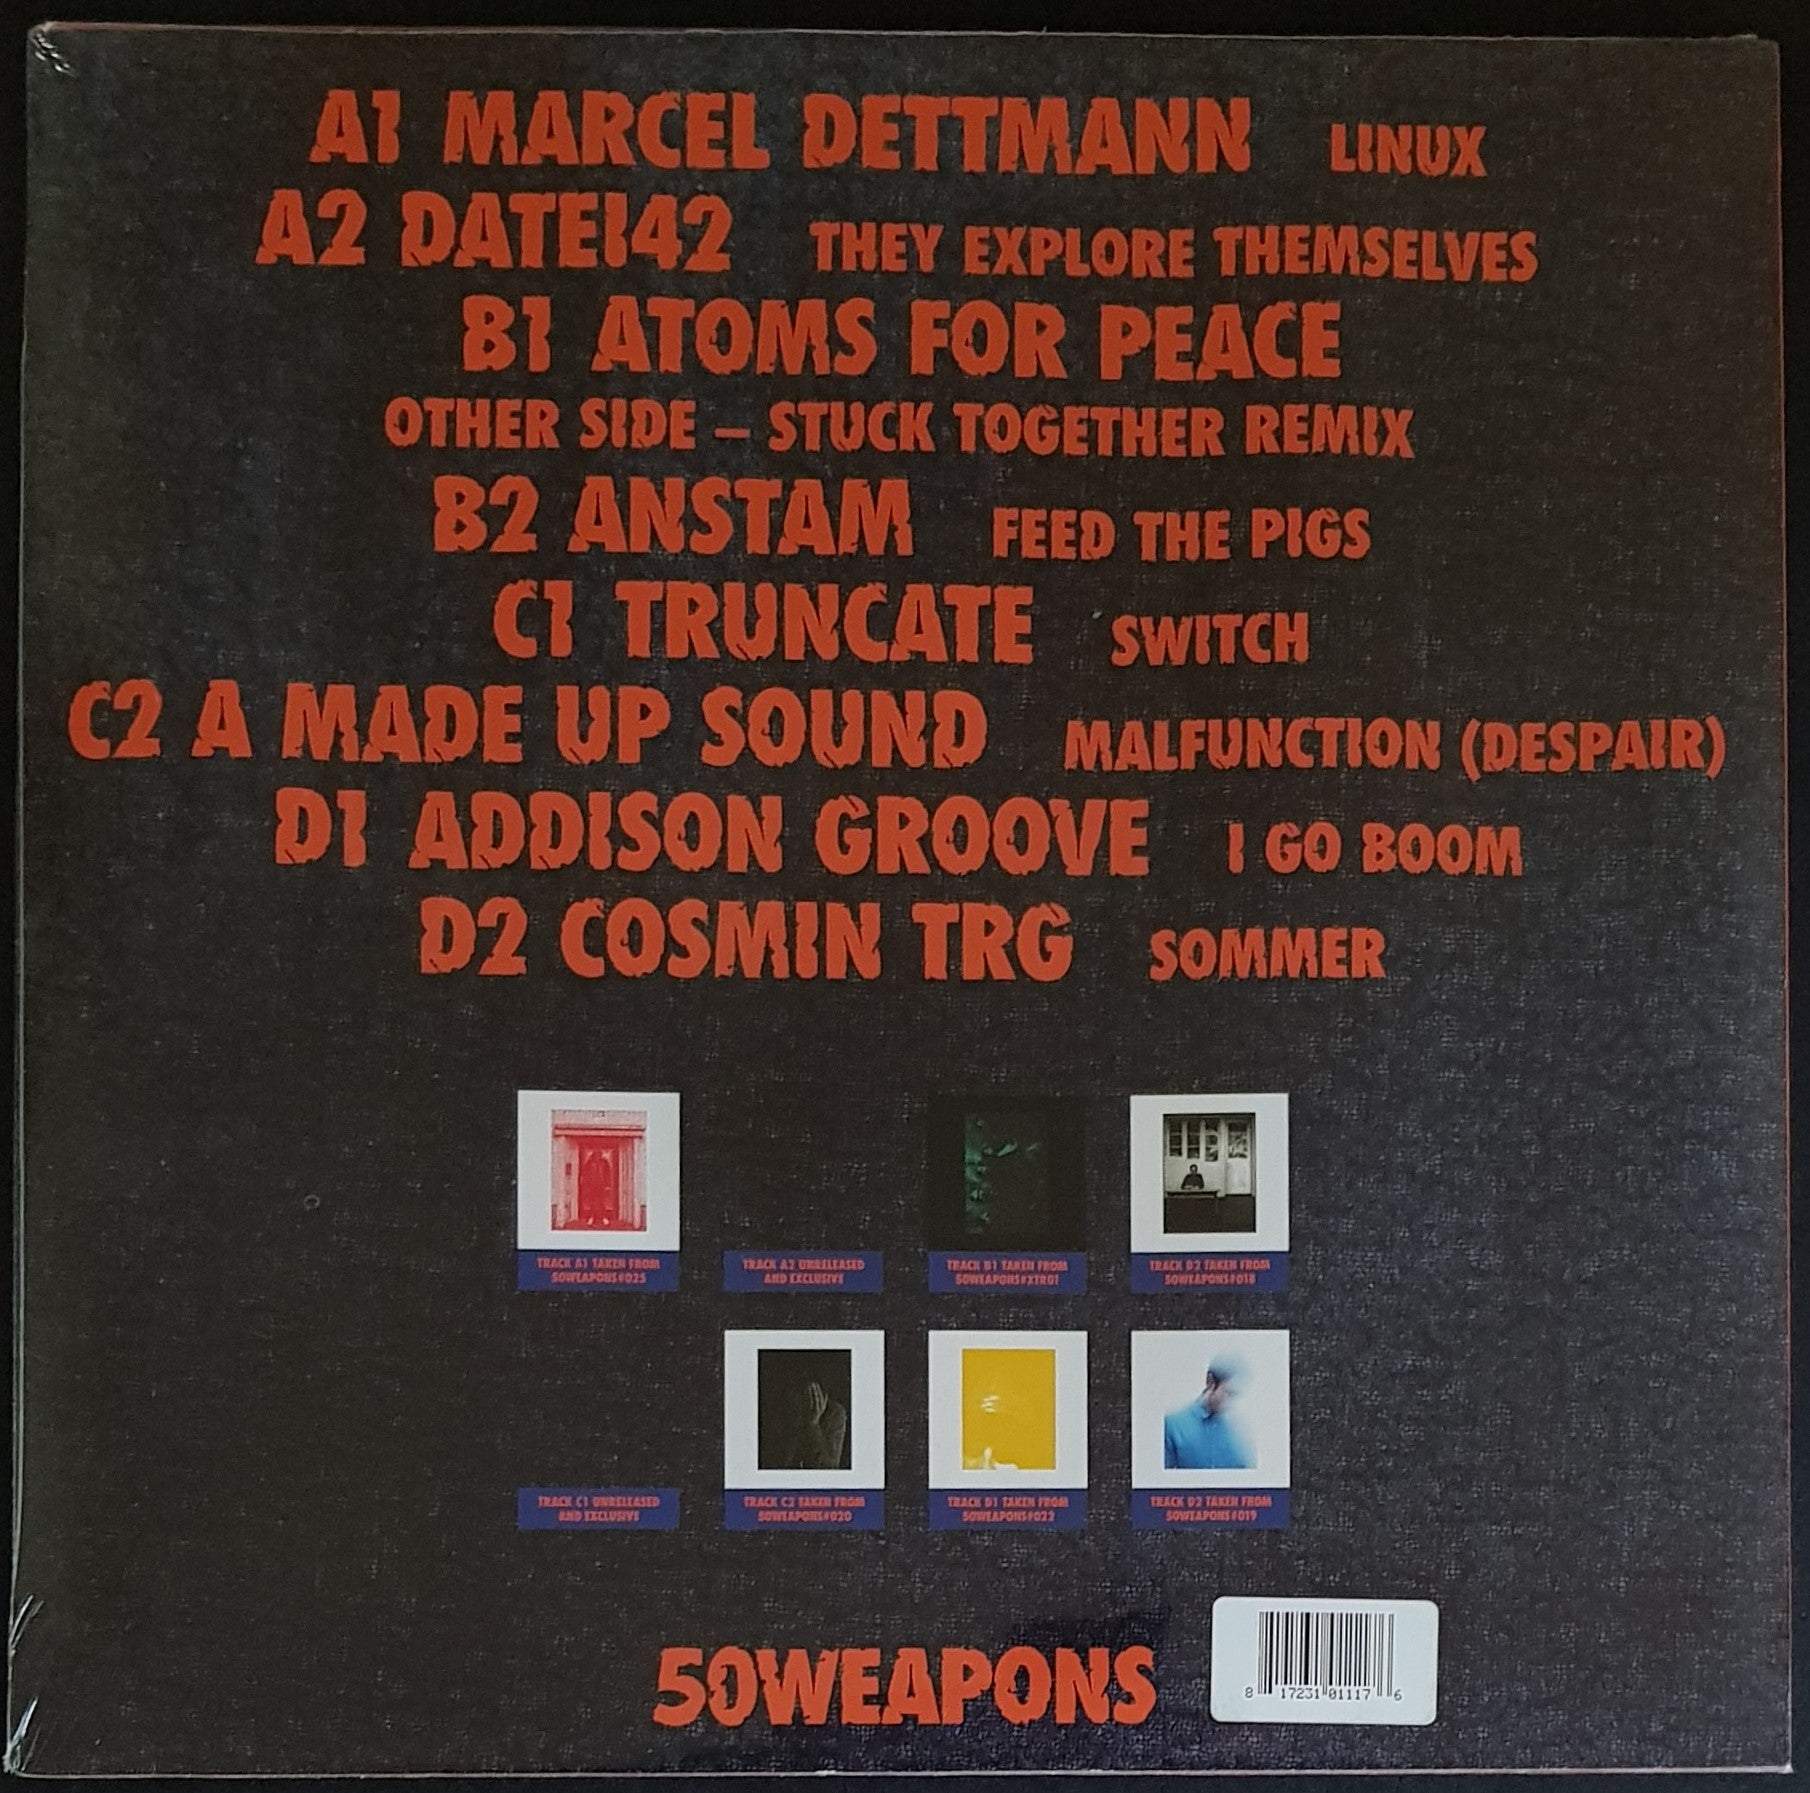 A1 MARCEL DETTMANN LINUX
A2 DATEI42 THEY EXPLORE THEMSELVES
B1 ATOMS FOR PEACE
OTHER SIDE – STUCK TOGETHER REMIX
B2 ANSTAM FEED THE PIGS
C1 TRUNCATE SWITCH
C2 A MADE UP SOUND MALFUNCTION (DESPAIR)
D1 ADDISON GROOVE I GO BOOM
D2 COSMIN TRG SOMMER
TRACK A1 TAKEN FROM
50WEAPONS#025
TRACK A2 UNRELEASED
AND EXCLUSIVE
TRACK B1 TAKEN FROM
50WEAPONS#XTR01
TRACK B2 TAKEN FROM
50WEAPONS#018
TRACK C1 UNRELEASED
AND EXCLUSIVE
TRACK C2 TAKEN FROM
50WEAPONS#020
TRACK D1 TAKEN FROM
50WEAPONS#022
TRACK D2 TAKEN FROM
50WEAPONS#019
50WEAPONS
8 17231 01117 6